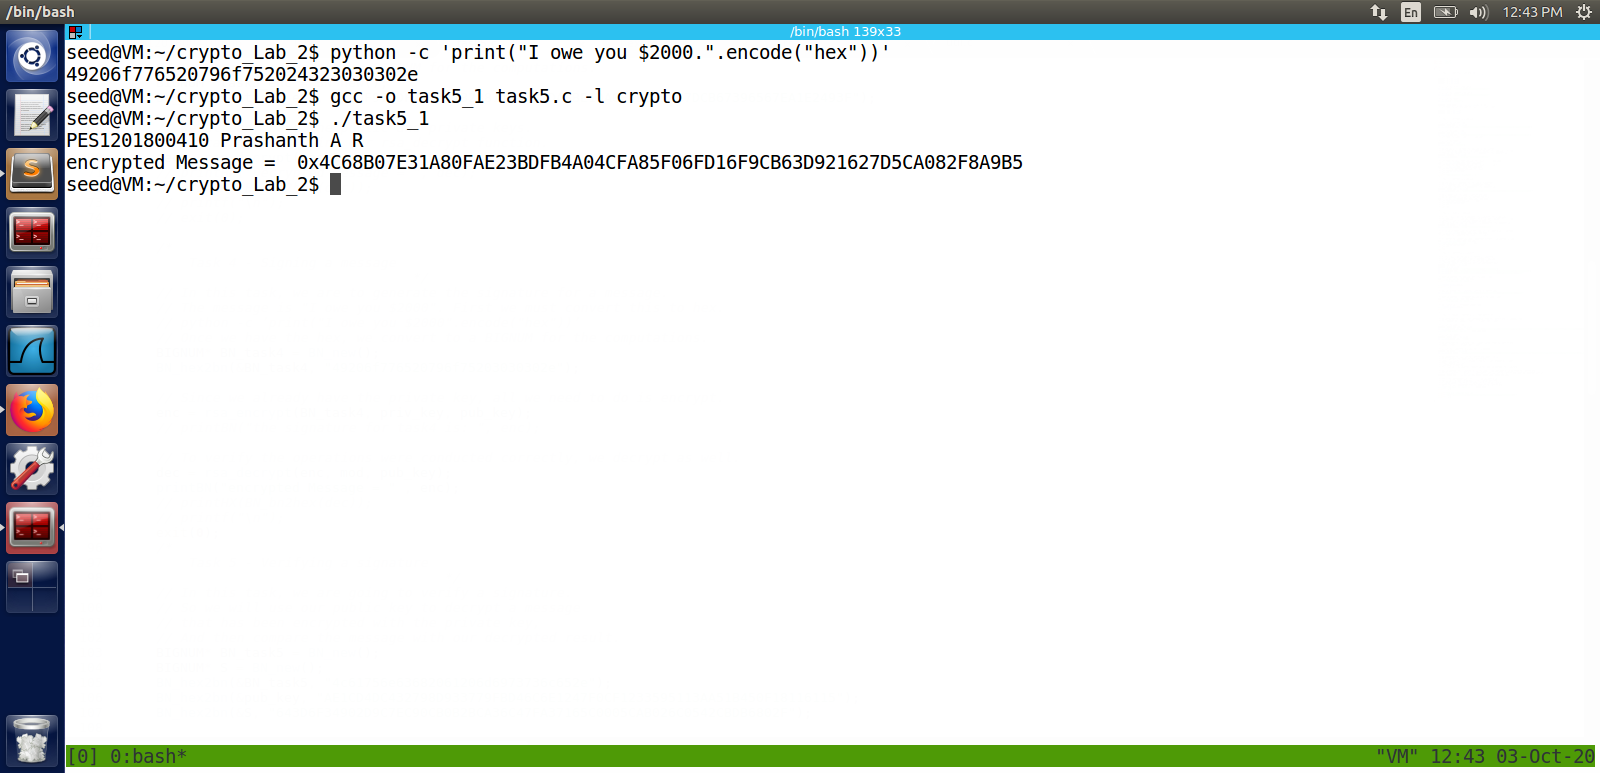 /bin/bash
En
12:43 PM
/bin/bash 139x33
seed@VM:~/crypto_Lab_2$ python -c 'print("I owe you $2000.".encode("hex"))'
49206f776520796f752024323030302e
seed@VM:~/crypto_Lab_2$ gcc -o task5_1 task5.c -l crypto
seed@VM:~/crypto_Lab_2$ ./task5_1
PES1201800410 Prashanth A R
encrypted Message =  0x4C68B07E31A80FAE23BDFB4A04CFA85F06FD16F9CB63D921627D5CA082F8A9B5
seed@VM:~/crypto_Lab_2$
[0] 0:bash*
"VM" 12:43 03-Oct-20